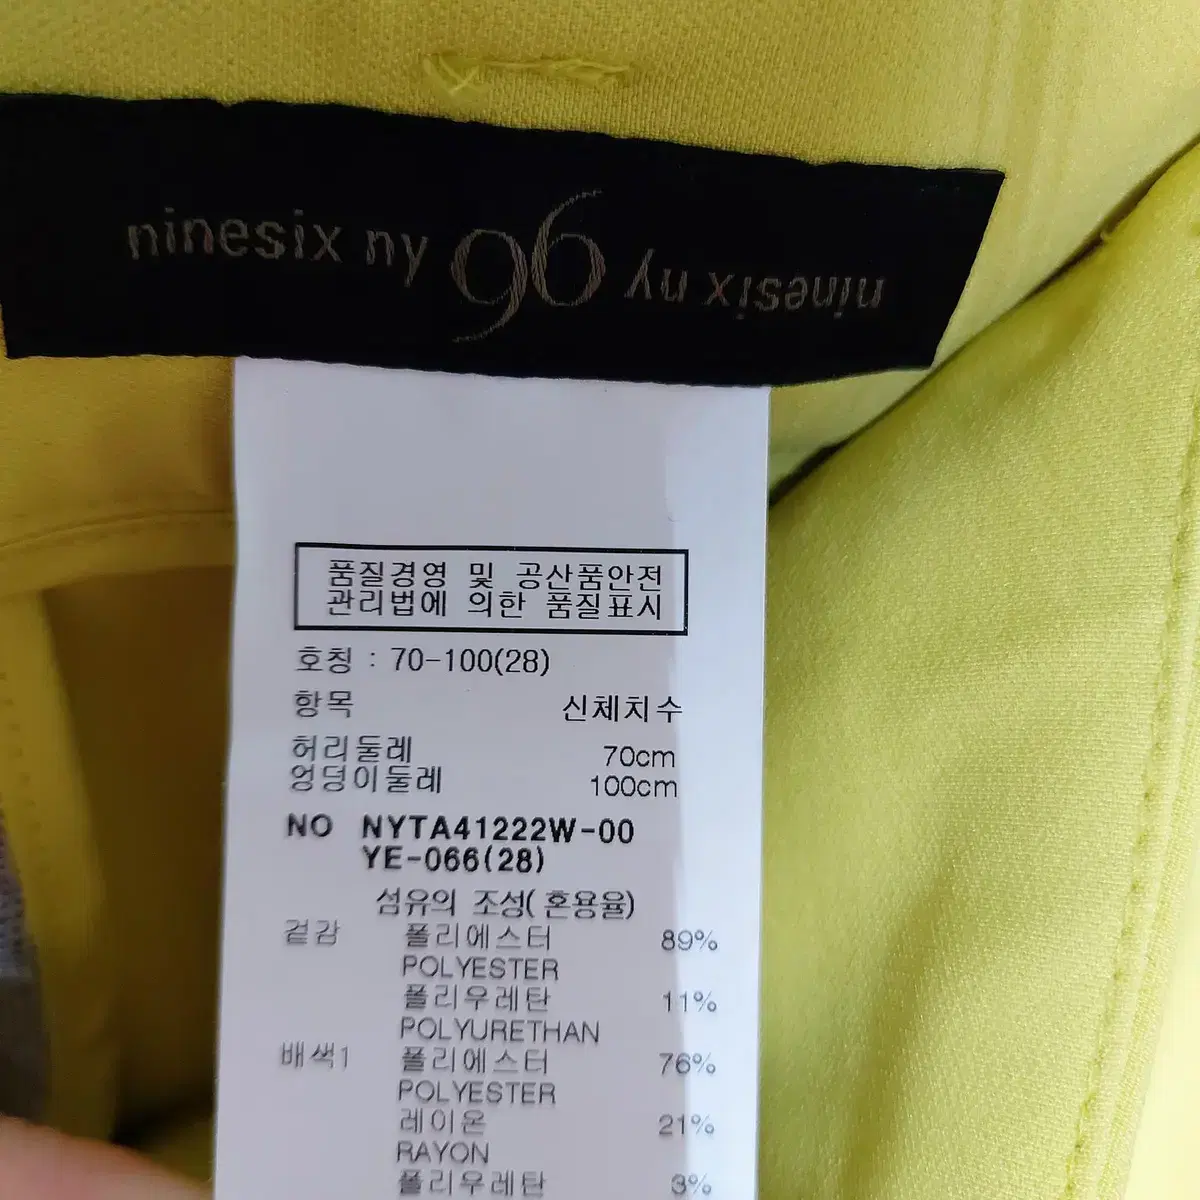 ninesix ny 96 ninesix ny
품질경영 및 공산품안전
관리법에 의한 품질표시
호칭 : 70-100(28)
항목 신체치수
허리둘레 70cm
엉덩이둘레 100cm
NO NYTA41222W-00
YE-066(28)
섬유의 조성(혼용율)
겉감 폴리에스터 89%
POLYESTER
폴리우레탄 11%
POLYURETHAN
배색1 폴리에스터 76%
POLYESTER
레이온 21%
RAYON
폴리우레탄 3%